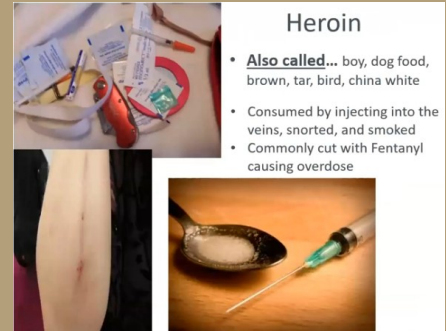 Heroin
• Also called... boy, dog food,
brown, tar, bird, china white
• Consumed by injecting into the
veins, snorted, and smoked
• Commonly cut with Fentanyl
causing overdose